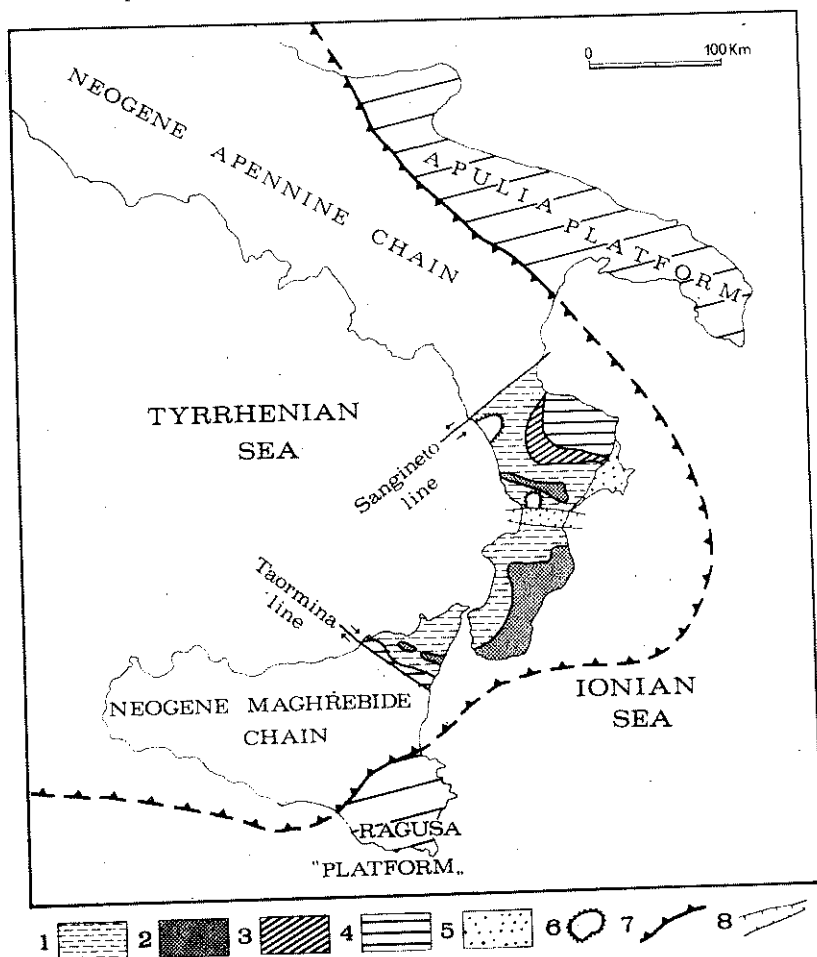 0 100 Km
NEOGENE APENNINE CHAIN
APULIA PLATFORM
TYRRHENIAN
SEA
Sangineto
line
Taormina
line
NEOGENE MAGHREBIDE
CHAIN
IONIAN
SEA
RAGUSA
"PLATFORM„
1 2 3 4 5 6 7 8